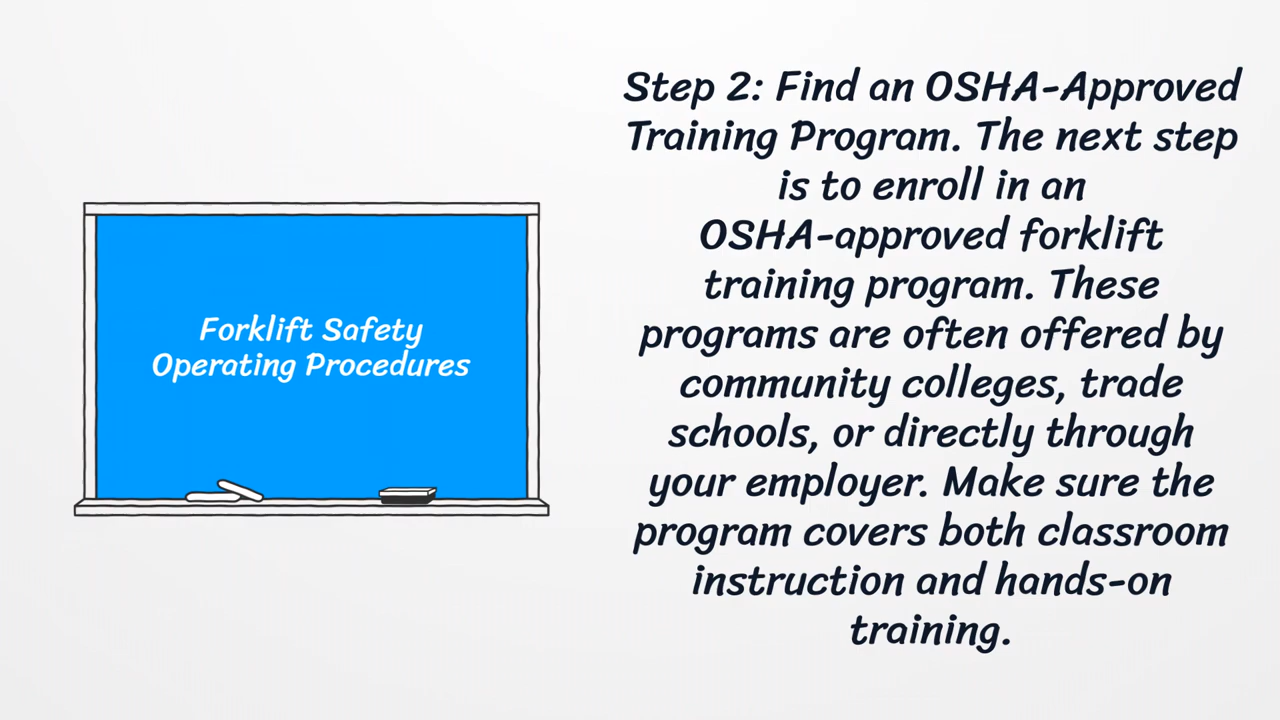 Forklift Safety
Operating Procedures
Step 2: Find an OSHA-Approved
Training Program. The next step
is to enroll in an
OSHA-approved forklift
training program. These
programs are often offered by
community colleges, trade
schools, or directly through
your employer. Make sure the
program covers both classroom
instruction and hands-on
training.